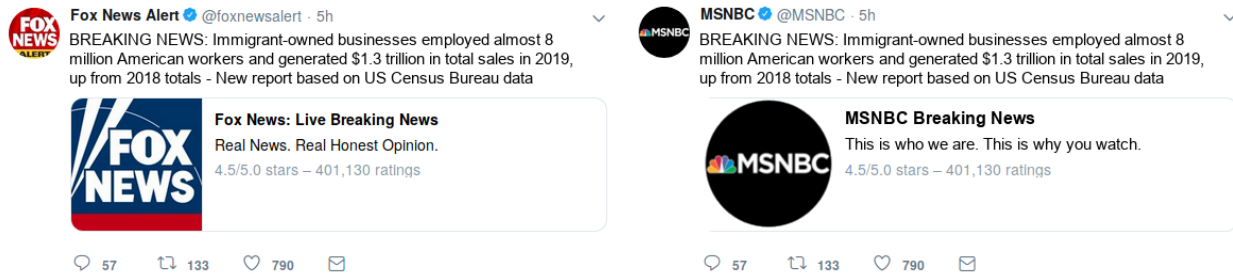 Fox News Alert @foxnewsalert · 5h
BREAKING NEWS: Immigrant-owned businesses employed almost 8
million American workers and generated $1.3 trillion in total sales in 2019,
up from 2018 totals - New report based on US Census Bureau data
Fox News: Live Breaking News
Real News. Real Honest Opinion.
4.5/5.0 stars – 401,130 ratings
57 133 790
FOX
NEWS
ALERT
FOX
NEWS
MSNBC @MSNBC · 5h
BREAKING NEWS: Immigrant-owned businesses employed almost 8
million American workers and generated $1.3 trillion in total sales in 2019,
up from 2018 totals - New report based on US Census Bureau data
MSNBC Breaking News
This is who we are. This is why you watch.
4.5/5.0 stars – 401,130 ratings
57 133 790
MSNBC
MSNBC